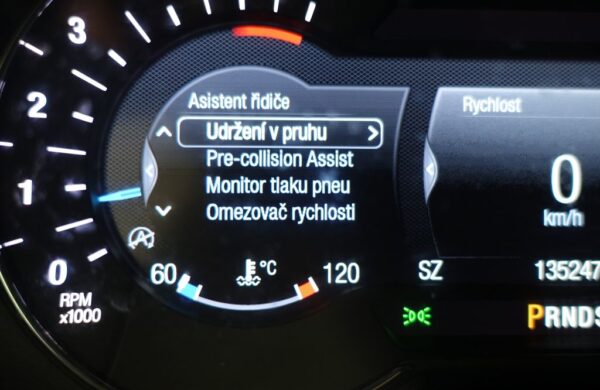 3
2
1
0
RPM
x1000
Asistent řidiče
Udržení v pruhu
Pre-collision Assist
Monitor tlaku pneu
Omezovač rychlosti
60 °C 120
Rychlost
0
km/h
SZ 135247
PRNDS